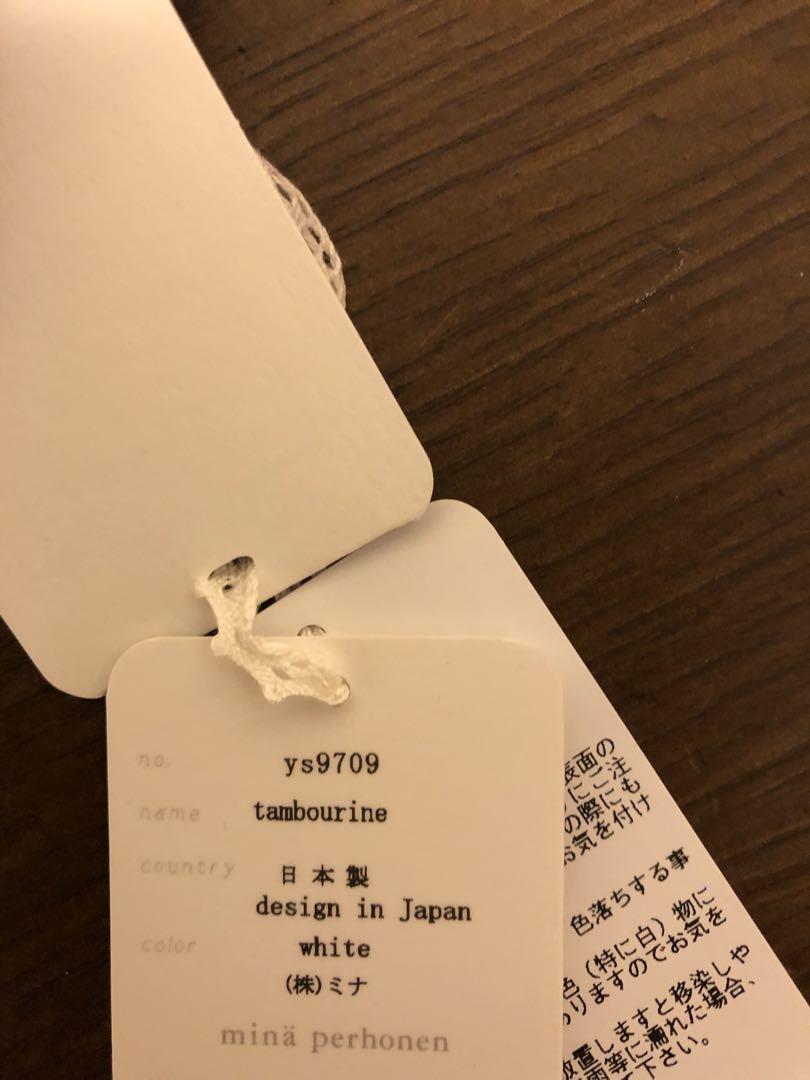 no. ys9709
name tambourine
country 日本製
design in Japan
color white
(株)ミナ
minä perhonen
表面の
にご注
の際にも
お気を付け
色落ちする事
色（特に白）物に
ありますのでお気を
放置しますと移染しや
雨等に濡れた場合、
下さい。